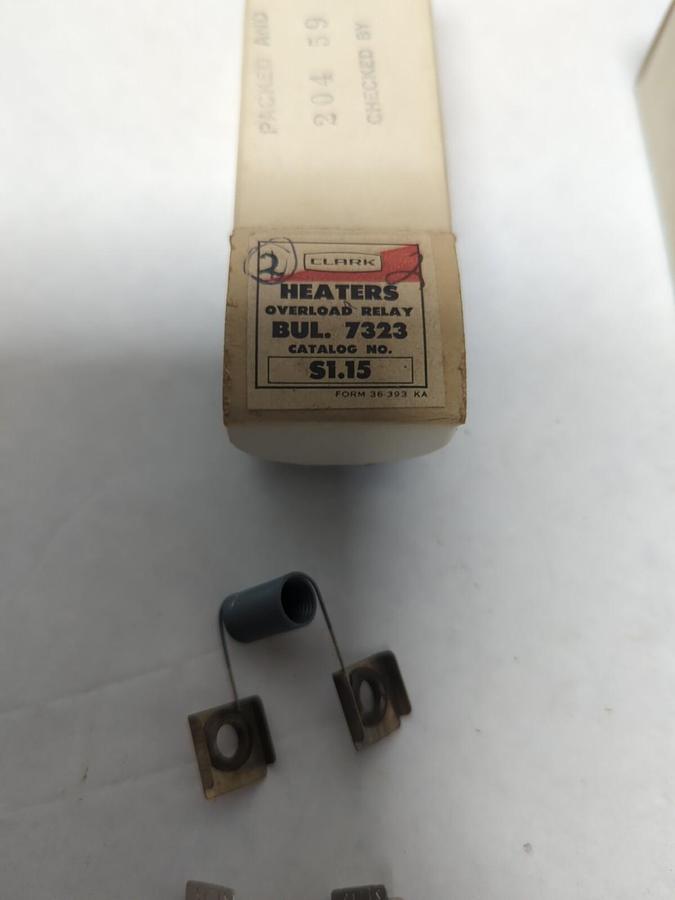 PACKED AND
204 59
CHECKED BY
2 CLARK 2
HEATERS
OVERLOAD RELAY
BUL. 7323
CATALOG NO.
S1.15
FORM 36-393 KA